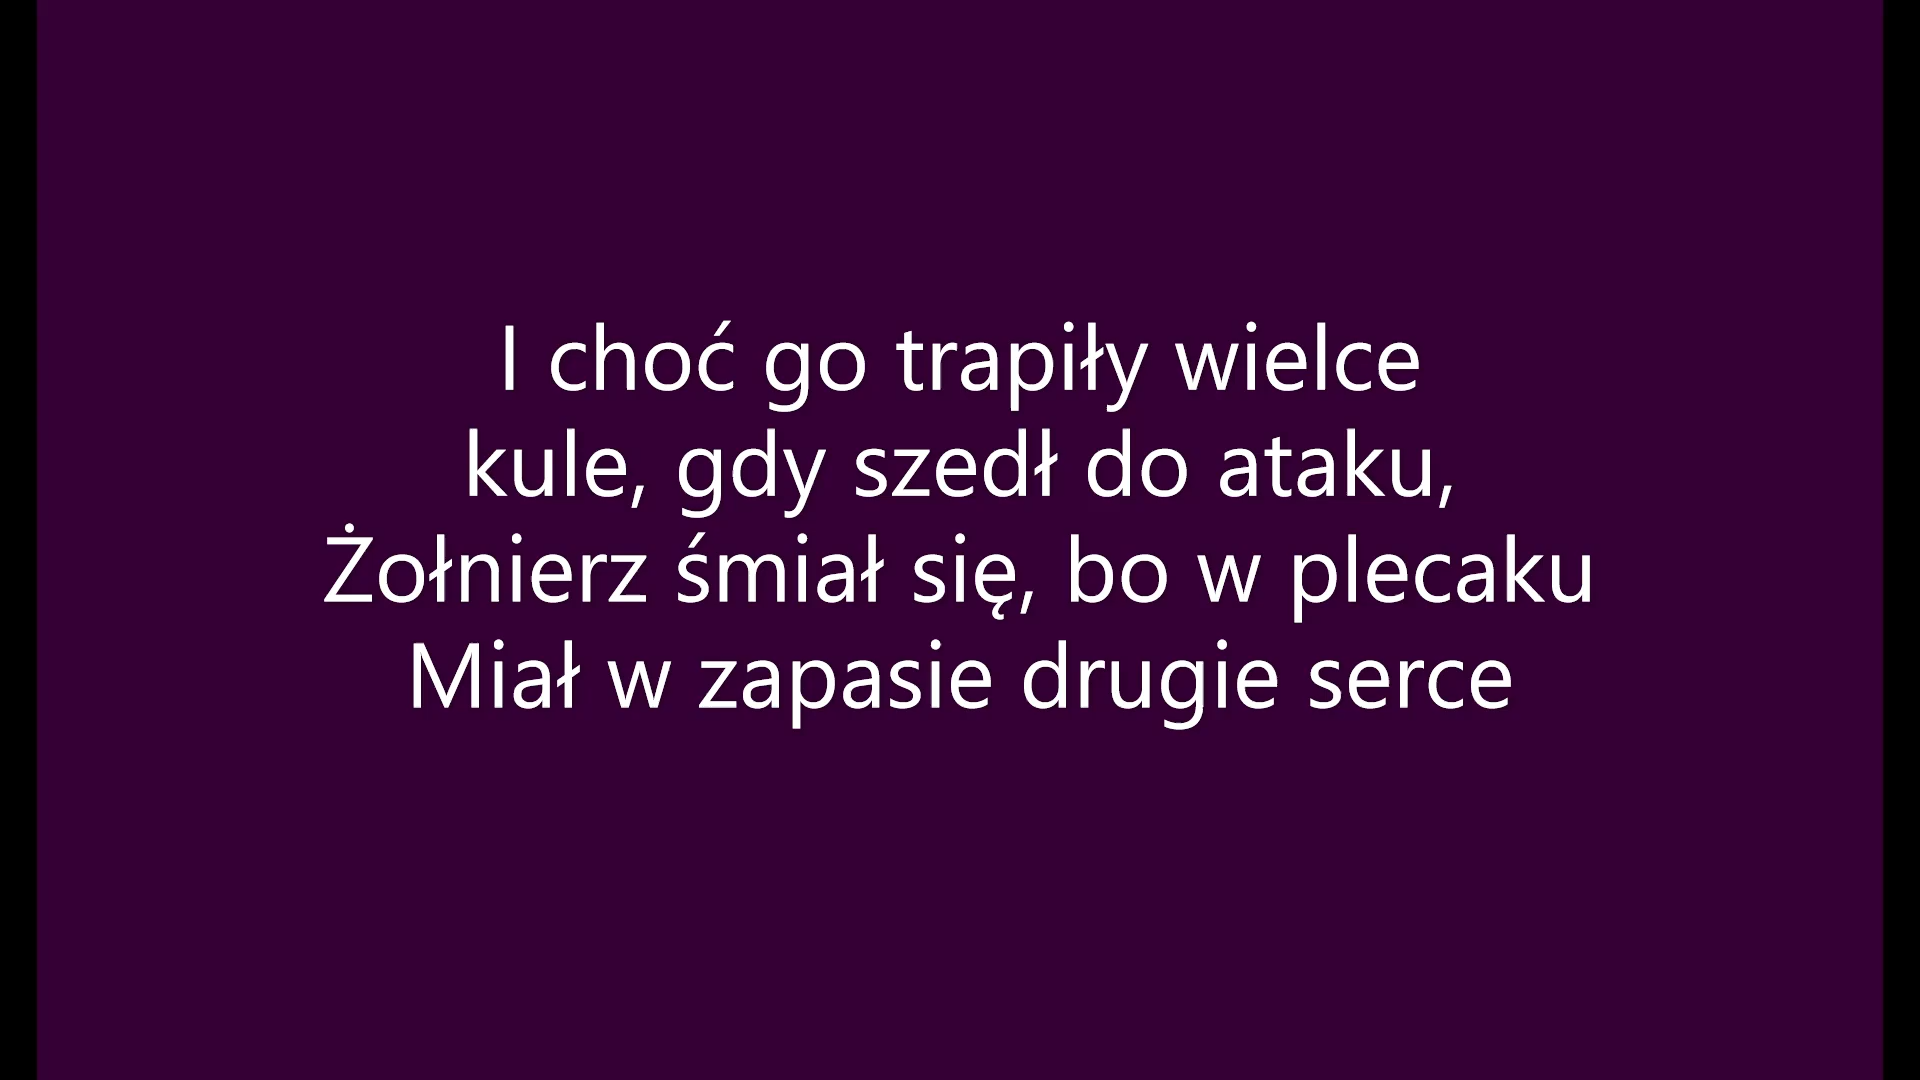 I choć go trapiły wielce
kule, gdy szedł do ataku,
Żołnierz śmiał się, bo w plecaku
Miał w zapasie drugie serce